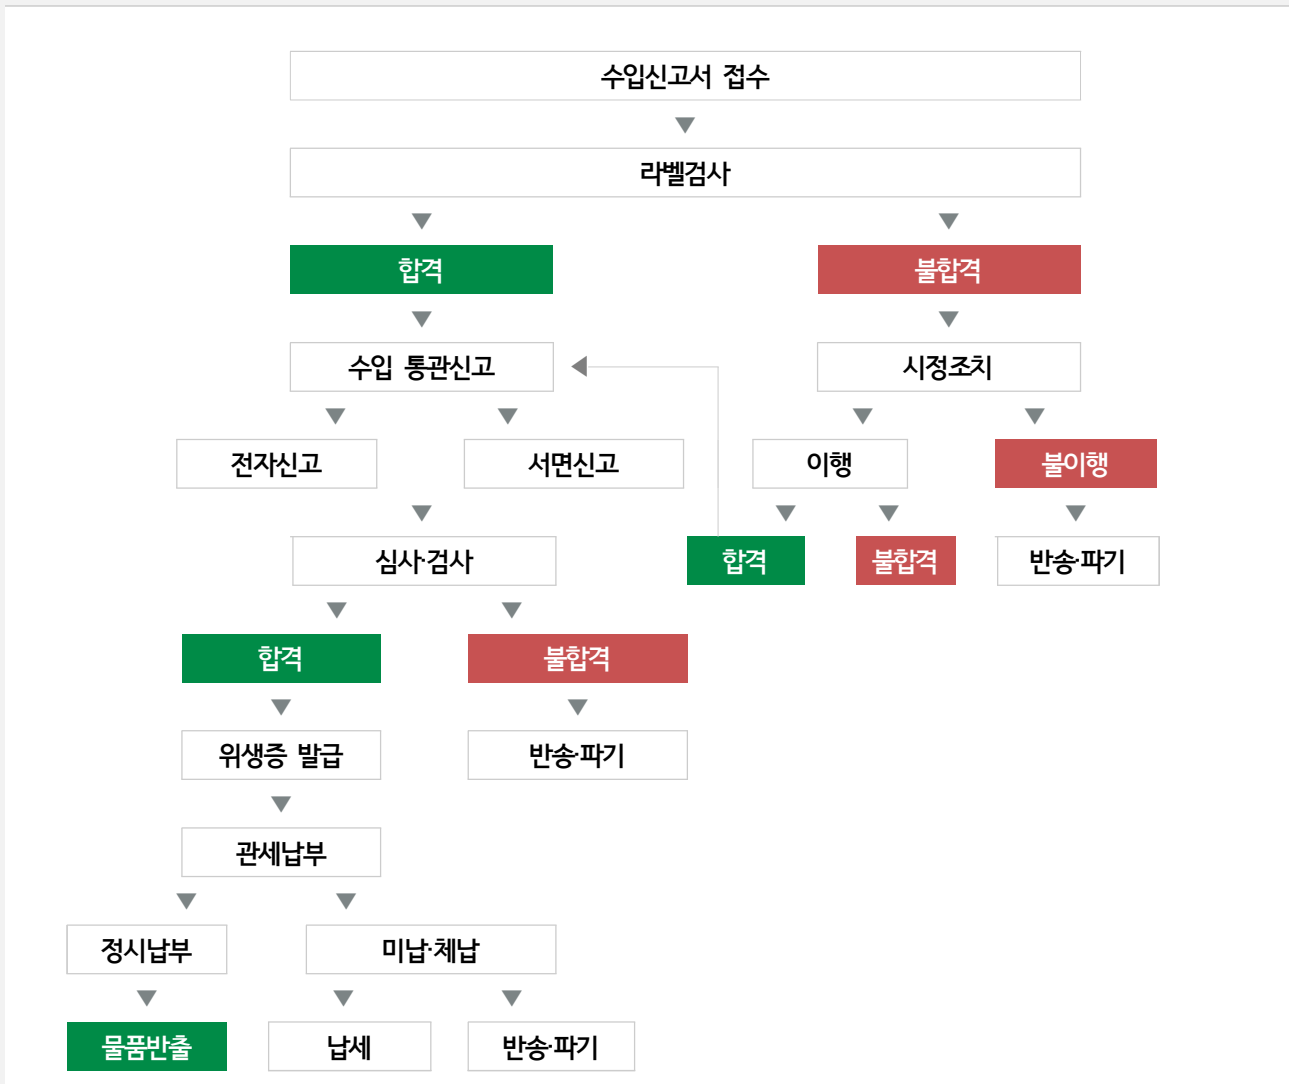 수입신고서 접수
라벨검사
합격
불합격
수입 통관신고
시정조치
전자신고
서면신고
이행
불이행
심사·검사
합격
불합격
반송·파기
합격
불합격
위생증 발급
반송·파기
관세납부
정시납부
미납·체납
물품반출
납세
반송·파기